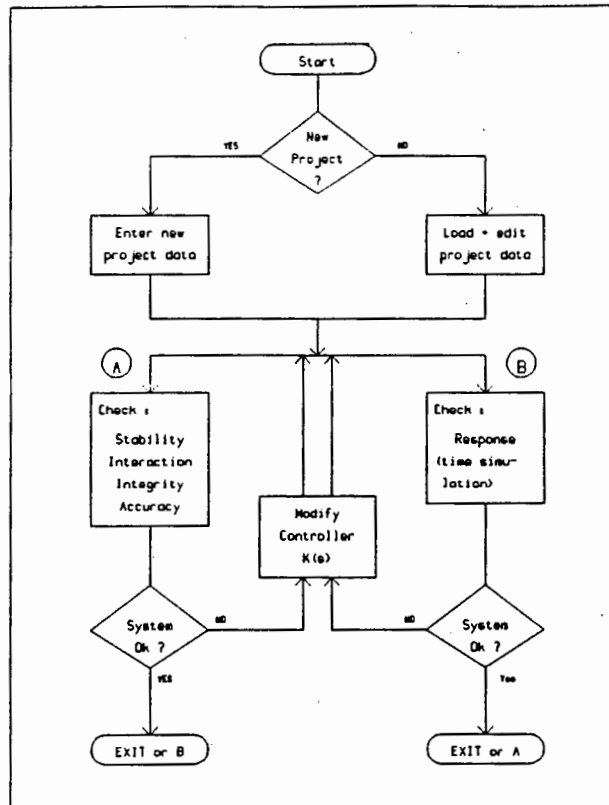 Start
New
Project
?
YES
NO
Enter new
project data
Load + edit
project data
A
B
Check :
Stability
Interaction
Integrity
Accuracy
Check :
Response
(time simu-
lation)
Modify
Controller
K(s)
System
Ok ?
NO
YES
NO
System
Ok ?
Yes
EXIT or B
EXIT or A